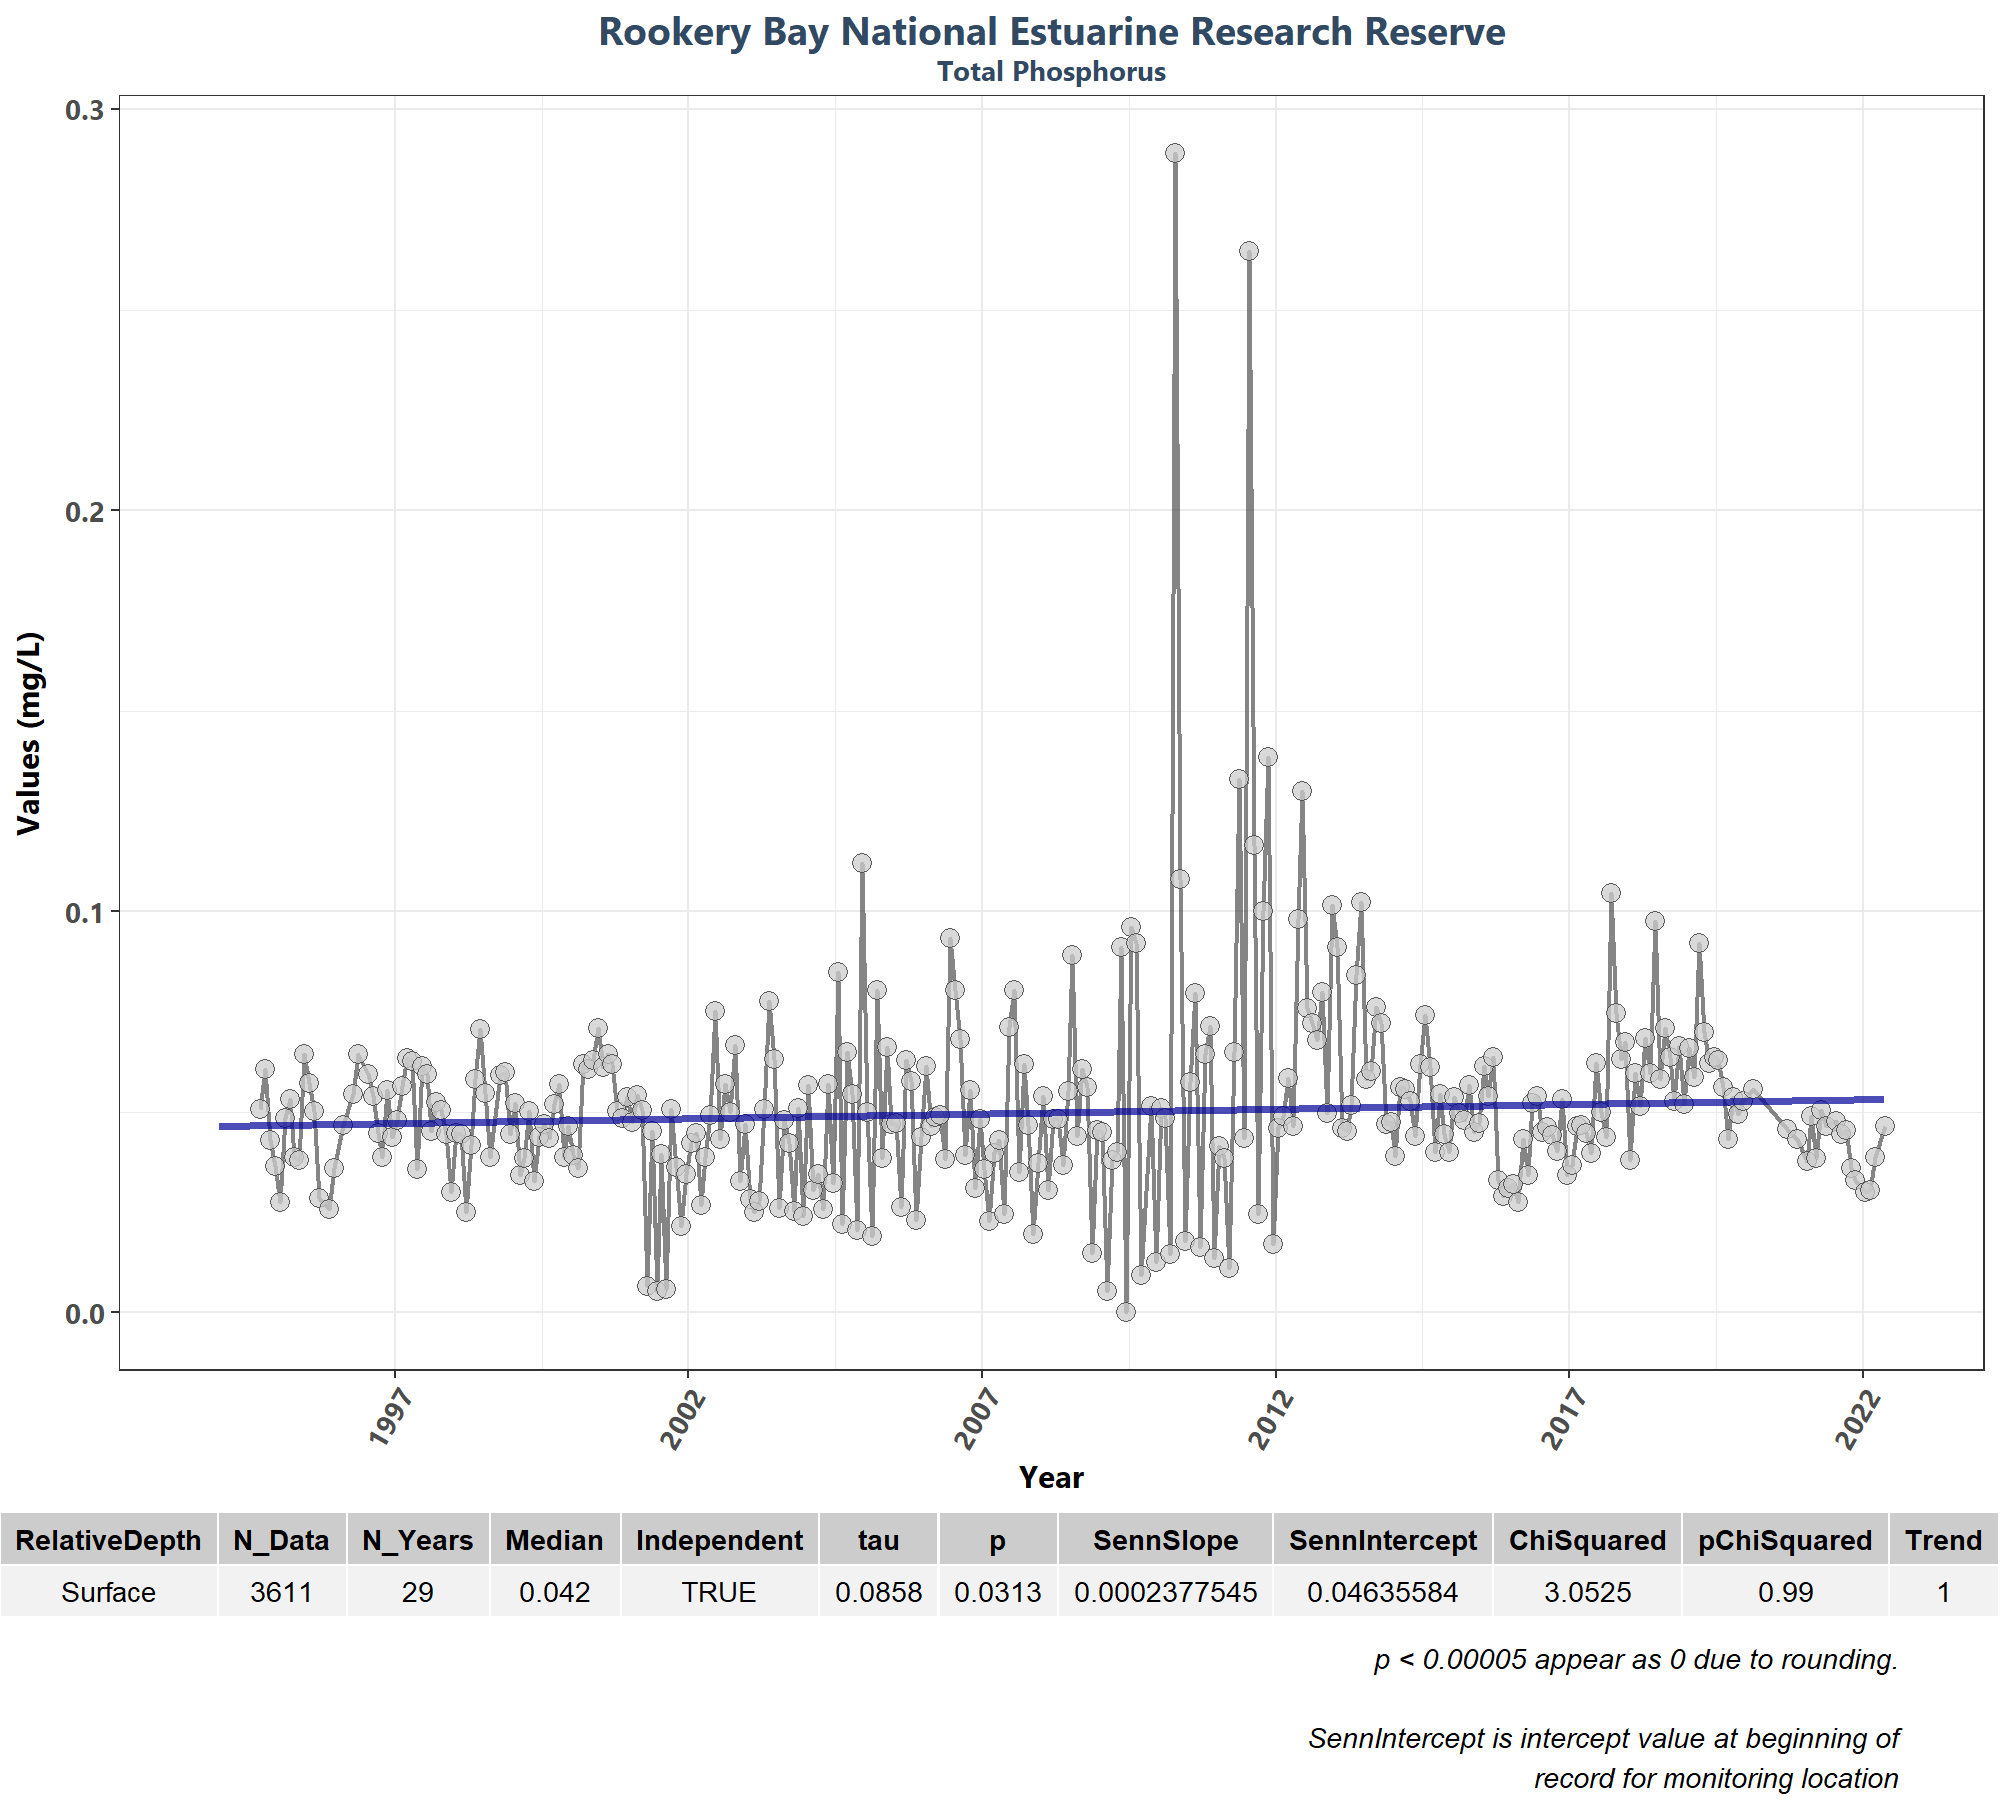 Rookery Bay National Estuarine Research Reserve
Total Phosphorus
0.3
0.2
0.1
0.0
Values (mg/L)
1997 2002 2007 2012 2017 2022
Year
RelativeDepth N_Data N_Years Median Independent tau p SennSlope SennIntercept ChiSquared pChiSquared Trend
Surface 3611 29 0.042 TRUE 0.0858 0.0313 0.0002377545 0.04635584 3.0525 0.99 1
p < 0.00005 appear as 0 due to rounding.
SennIntercept is intercept value at beginning of
record for monitoring location